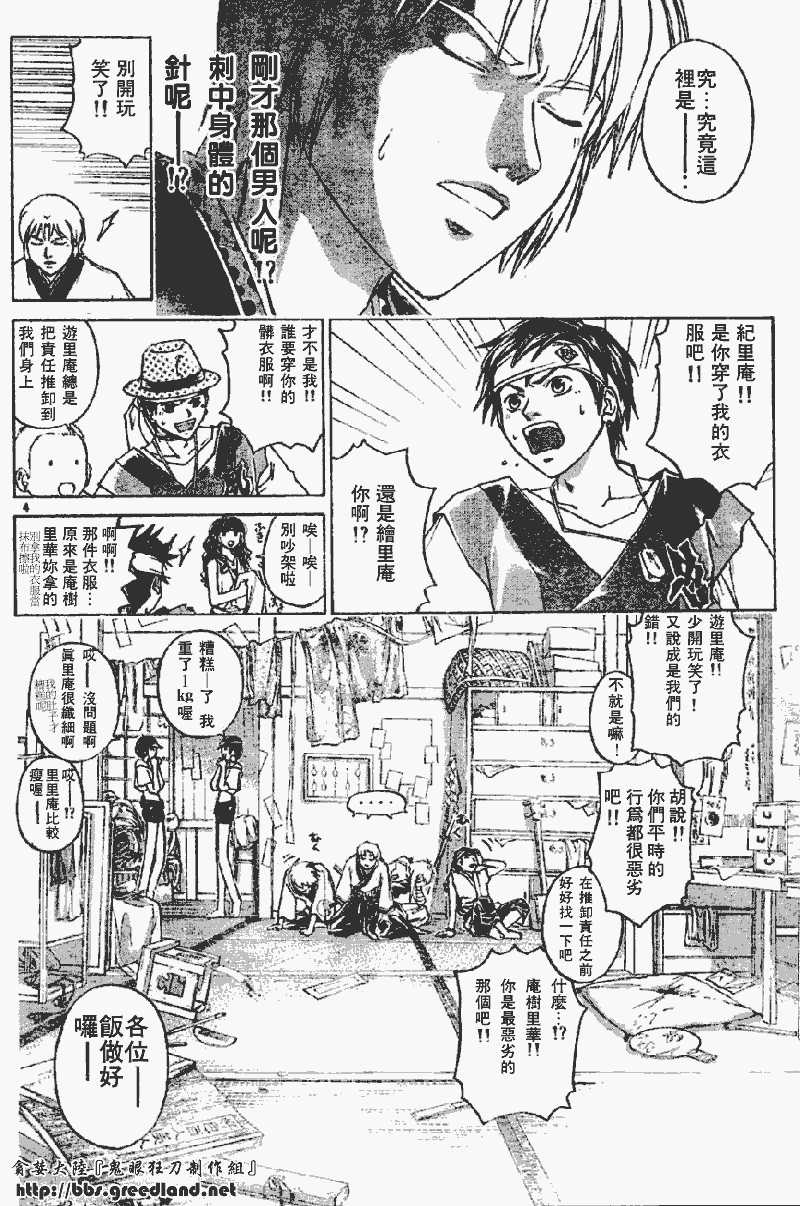 究…究竟這
裡是——.
剛才那個男人呢!?
刺中身體的
針呢——!?
別開玩
笑了!!
紀里庵!!
是你穿了我的衣
服吧!!
還是繪里庵
你啊!?
才不是我!!
誰要穿你的
髒衣服啊!!
遊里庵總是
把責任推卸到
我們身上
4
唉、唉—
別吵架啦
啊啊!!
那件衣服…
原來是庵樹
里華妳拿的
別拿我的衣服當
抹布擦啦
遊里庵!!
少開玩笑了!
又說成是我們的
錯!!
不就是嘛!
胡說!!
你們平時的
行爲都很惡劣
吧!!
在推卸責任之前
好好找一下吧
什麼…!?
庵樹里華!!
你是最惡劣的
那個吧!!
糟糕—了 我
重了一kg喔
哎—沒問題啊
眞里庵很纖細啊
我的肚子才
糟糕呢
哎—!?
里里庵比較
瘦喔—
……
各位—
飯做好
囉——
貪婪大陸『鬼眼狂刀制作組』
http://bbs.greedland.net